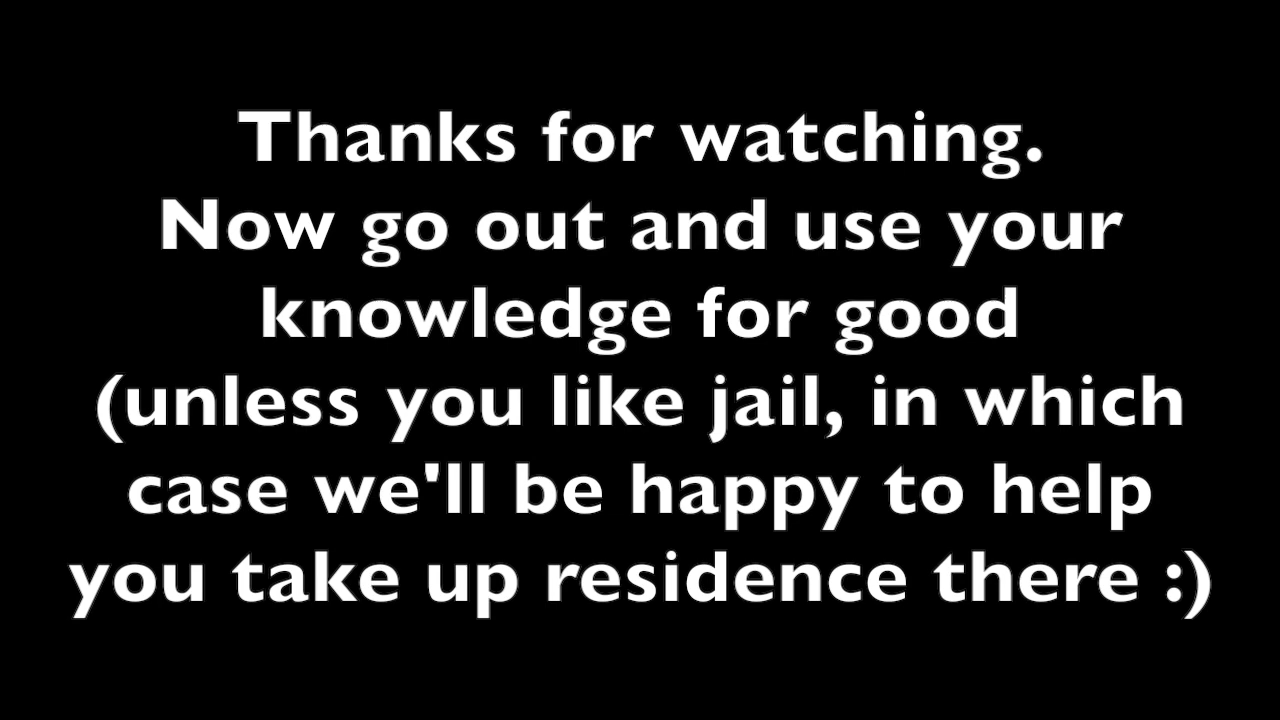 Thanks for watching.
Now go out and use your
knowledge for good
(unless you like jail, in which
case we'll be happy to help
you take up residence there :)